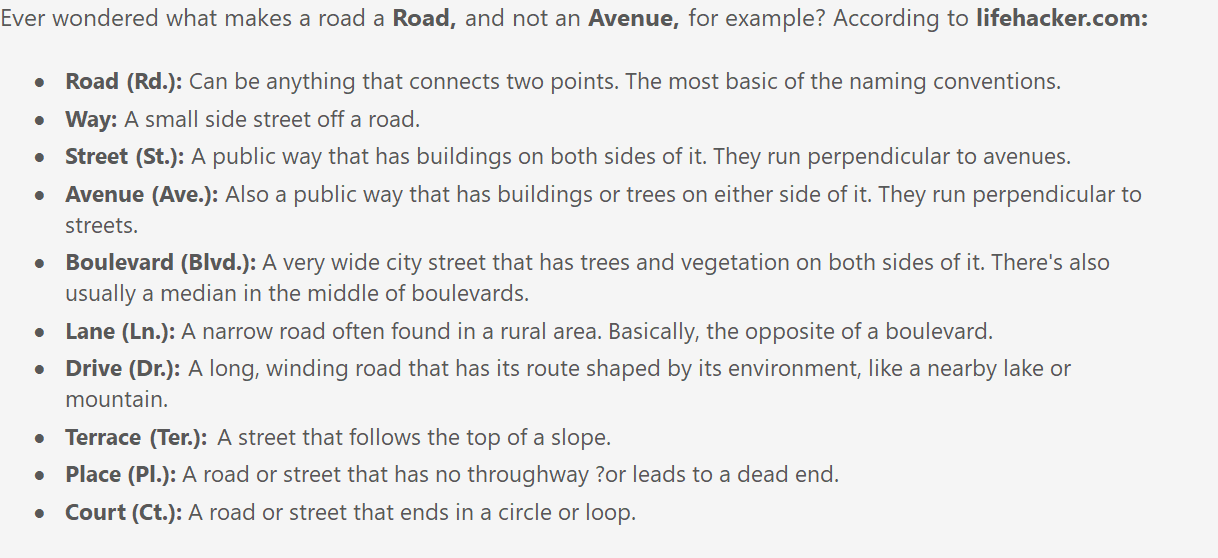 Ever wondered what makes a road a Road, and not an Avenue, for example? According to lifehacker.com:
• Road (Rd.): Can be anything that connects two points. The most basic of the naming conventions.
• Way: A small side street off a road.
• Street (St.): A public way that has buildings on both sides of it. They run perpendicular to avenues.
• Avenue (Ave.): Also a public way that has buildings or trees on either side of it. They run perpendicular to
streets.
• Boulevard (Blvd.): A very wide city street that has trees and vegetation on both sides of it. There's also
usually a median in the middle of boulevards.
• Lane (Ln.): A narrow road often found in a rural area. Basically, the opposite of a boulevard.
• Drive (Dr.): A long, winding road that has its route shaped by its environment, like a nearby lake or
mountain.
• Terrace (Ter.): A street that follows the top of a slope.
• Place (Pl.): A road or street that has no throughway ?or leads to a dead end.
• Court (Ct.): A road or street that ends in a circle or loop.